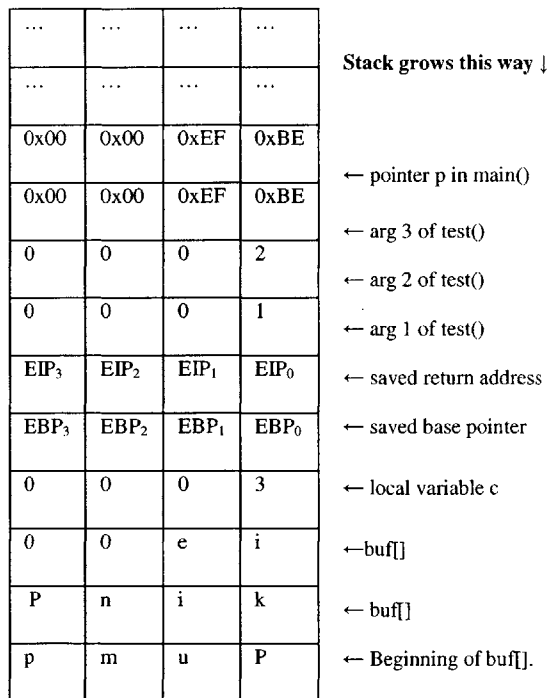 ... ... ... ...
Stack grows this way ↓
... ... ... ...
0x00 0x00 0xEF 0xBE
← pointer p in main()
0x00 0x00 0xEF 0xBE
← arg 3 of test()
0 0 0 2
← arg 2 of test()
0 0 0 1
← arg 1 of test()
EIP₃ EIP₂ EIP₁ EIP₀ ← saved return address
EBP₃ EBP₂ EBP₁ EBP₀ ← saved base pointer
0 0 0 3 ← local variable c
0 0 e i ←buf[]
P n i k ← buf[]
p m u P ← Beginning of buf[].